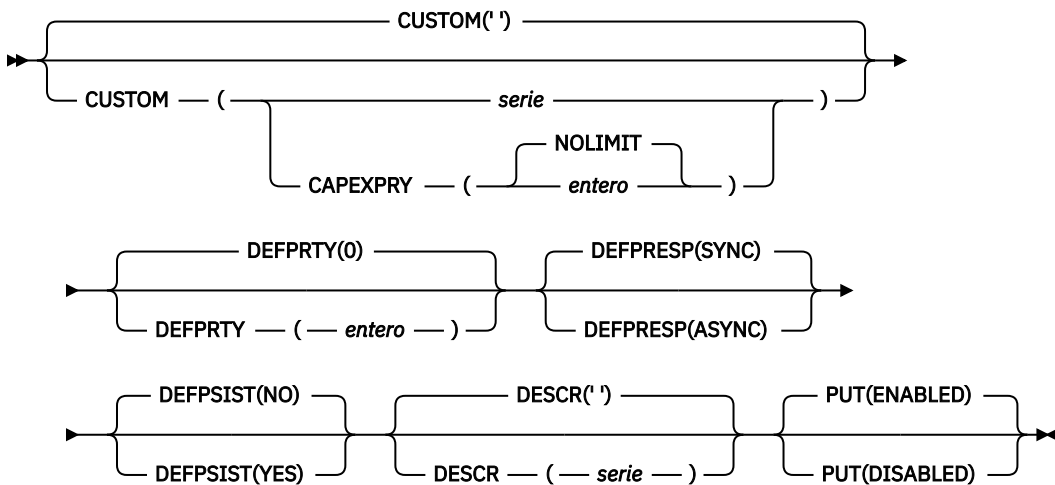 CUSTOM(' ')
CUSTOM ( serie )
NOLIMIT
CAPEXPRY ( entero )
DEFPRTY(0) DEFPRESP(SYNC)
DEFPRTY ( entero ) DEFPRESP(ASYNC)
DEFPSIST(NO) DESCR(' ') PUT(ENABLED)
DEFPSIST(YES) DESCR ( serie ) PUT(DISABLED)